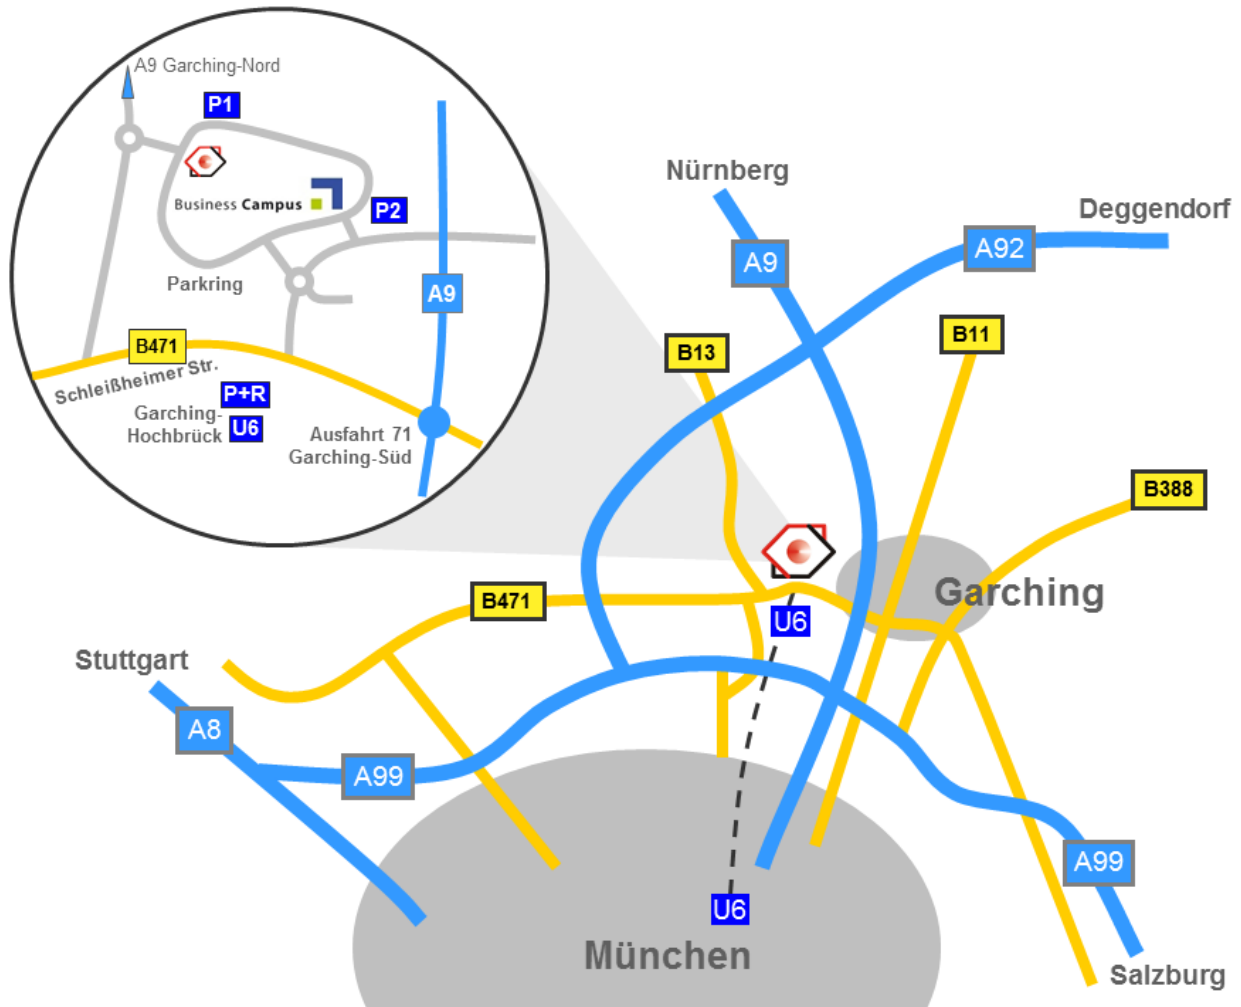 A9 Garching-Nord
P1
Business Campus
P2
Parkring
A9
B471
Schleißheimer Str.
P+R
Garching-
Hochbrück
U6
Ausfahrt 71
Garching-Süd
Nürnberg
Deggendorf
A9
A92
B13
B11
B388
Garching
B471
U6
Stuttgart
A8
A99
A99
U6
München
Salzburg